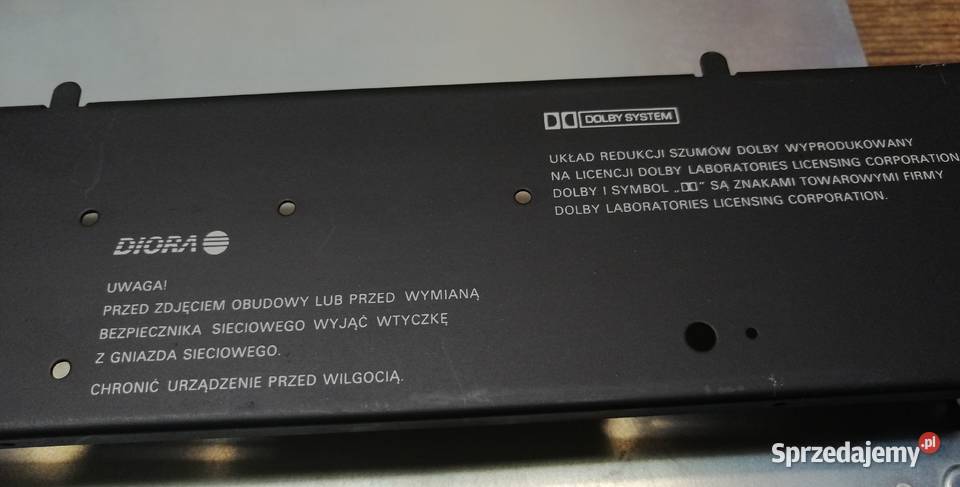 DOLBY SYSTEM
UKŁAD REDUKCJI SZUMÓW DOLBY WYPRODUKOWANY
NA LICENCJI DOLBY LABORATORIES LICENSING CORPORATION
DOLBY I SYMBOL „DD” SĄ ZNAKAMI TOWAROWYMI FIRMY
DOLBY LABORATORIES LICENSING CORPORATION.
DIORA
UWAGA!
PRZED ZDJĘCIEM OBUDOWY LUB PRZED WYMIANĄ
BEZPIECZNIKA SIECIOWEGO WYJĄĆ WTYCZKĘ
Z GNIAZDA SIECIOWEGO.
CHRONIĆ URZĄDZENIE PRZED WILGOCIĄ.
Sprzedajemy.pl